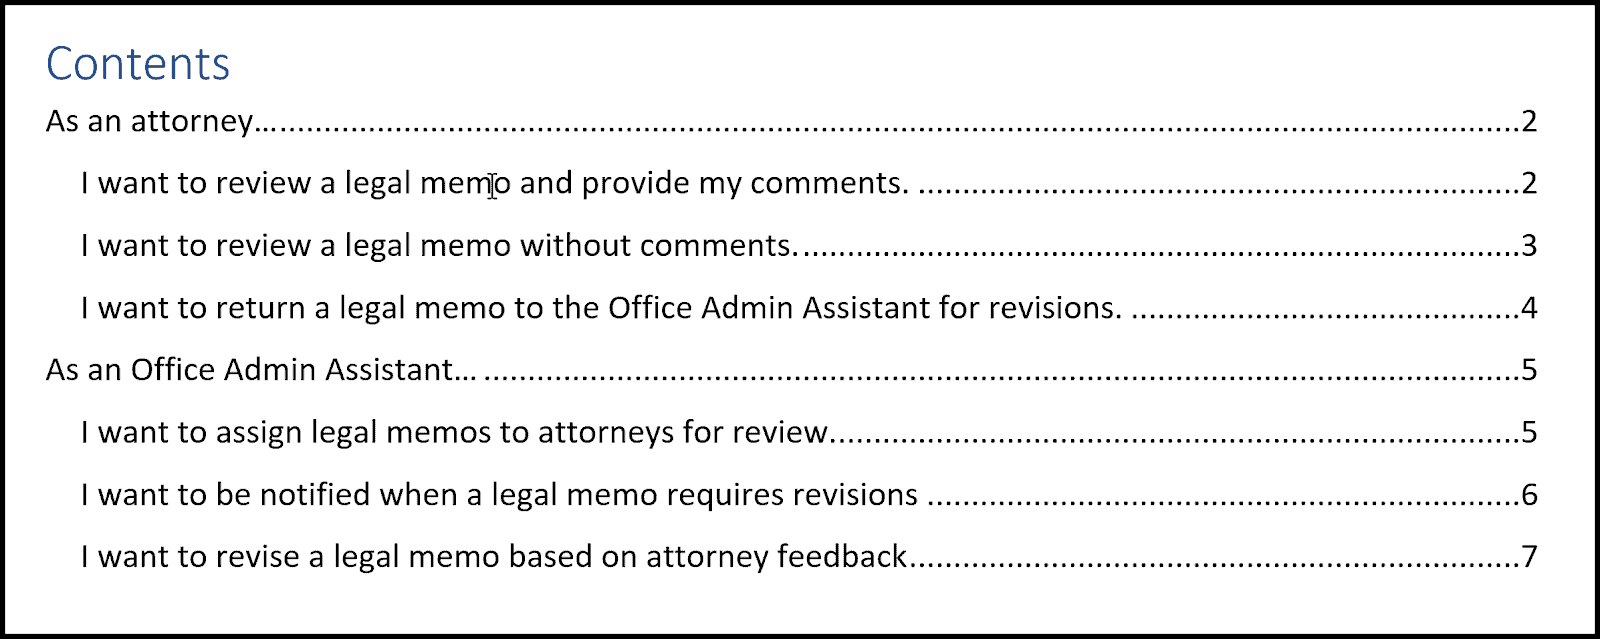 Contents
As an attorney.................................................................................................................................2
I want to review a legal memo and provide my comments. ...........................................................................2
I want to review a legal memo without comments...........................................................................................3
I want to return a legal memo to the Office Admin Assistant for revisions. ................................................4
As an Office Admin Assistant... ....................................................................................................................5
I want to assign legal memos to attorneys for review......................................................................................5
I want to be notified when a legal memo requires revisions ..........................................................................6
I want to revise a legal memo based on attorney feedback.............................................................................7